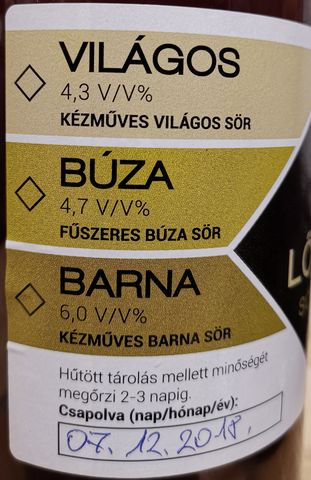 VILÁGOS
4,3 V/V%
KÉZMŰVES VILÁGOS SÖR
BÚZA
4,7 V/V%
FŰSZERES BÚZA SÖR
BARNA
6,0 V/V%
KÉZMŰVES BARNA SÖR
Hűtött tárolás mellett minőségét
megőrzi 2-3 napig.
Csapolva (nap/hónap/év):
07. 12. 2018.